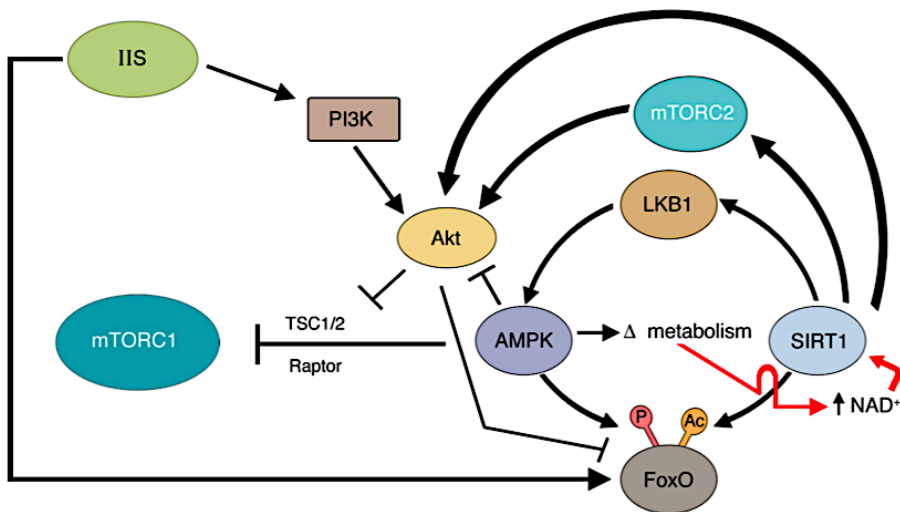 IIS
PI3K
mTORC2
LKB1
Akt
mTORC1
TSC1/2
Raptor
AMPK
Δ metabolism
SIRT1
NAD⁺
P
Ac
FoxO